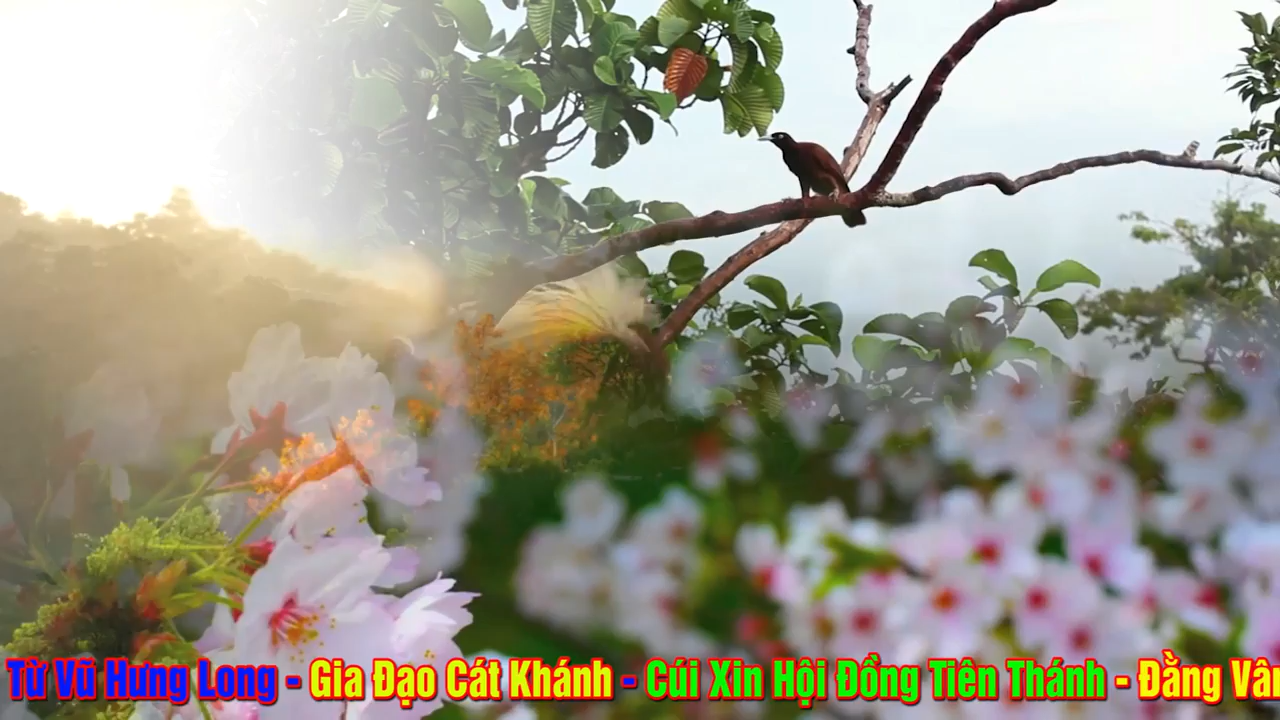 Từ Vũ Hưng Long - Gia Đạo Cát Khánh - Cúi Xin Hội Đồng Tiên Thánh - Đằng Vân